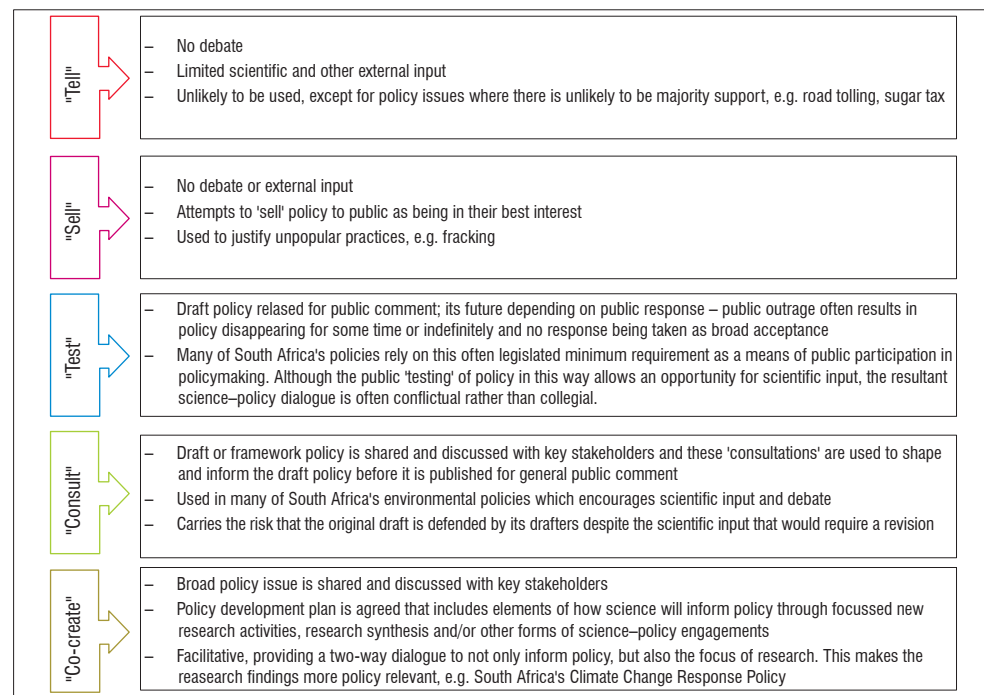 "Tell"
– No debate
– Limited scientific and other external input
– Unlikely to be used, except for policy issues where there is unlikely to be majority support, e.g. road tolling, sugar tax
"Sell"
– No debate or external input
– Attempts to 'sell' policy to public as being in their best interest
– Used to justify unpopular practices, e.g. fracking
"Test"
– Draft policy relased for public comment; its future depending on public response – public outrage often results in
policy disappearing for some time or indefinitely and no response being taken as broad acceptance
– Many of South Africa's policies rely on this often legislated minimum requirement as a means of public participation in
policymaking. Although the public 'testing' of policy in this way allows an opportunity for scientific input, the resultant
science–policy dialogue is often conflictual rather than collegial.
"Consult"
– Draft or framework policy is shared and discussed with key stakeholders and these 'consultations' are used to shape
and inform the draft policy before it is published for general public comment
– Used in many of South Africa's environmental policies which encourages scientific input and debate
– Carries the risk that the original draft is defended by its drafters despite the scientific input that would require a revision
"Co-create"
– Broad policy issue is shared and discussed with key stakeholders
– Policy development plan is agreed that includes elements of how science will inform policy through focussed new
research activities, research synthesis and/or other forms of science–policy engagements
– Facilitative, providing a two-way dialogue to not only inform policy, but also the focus of research. This makes the
reasearch findings more policy relevant, e.g. South Africa's Climate Change Response Policy